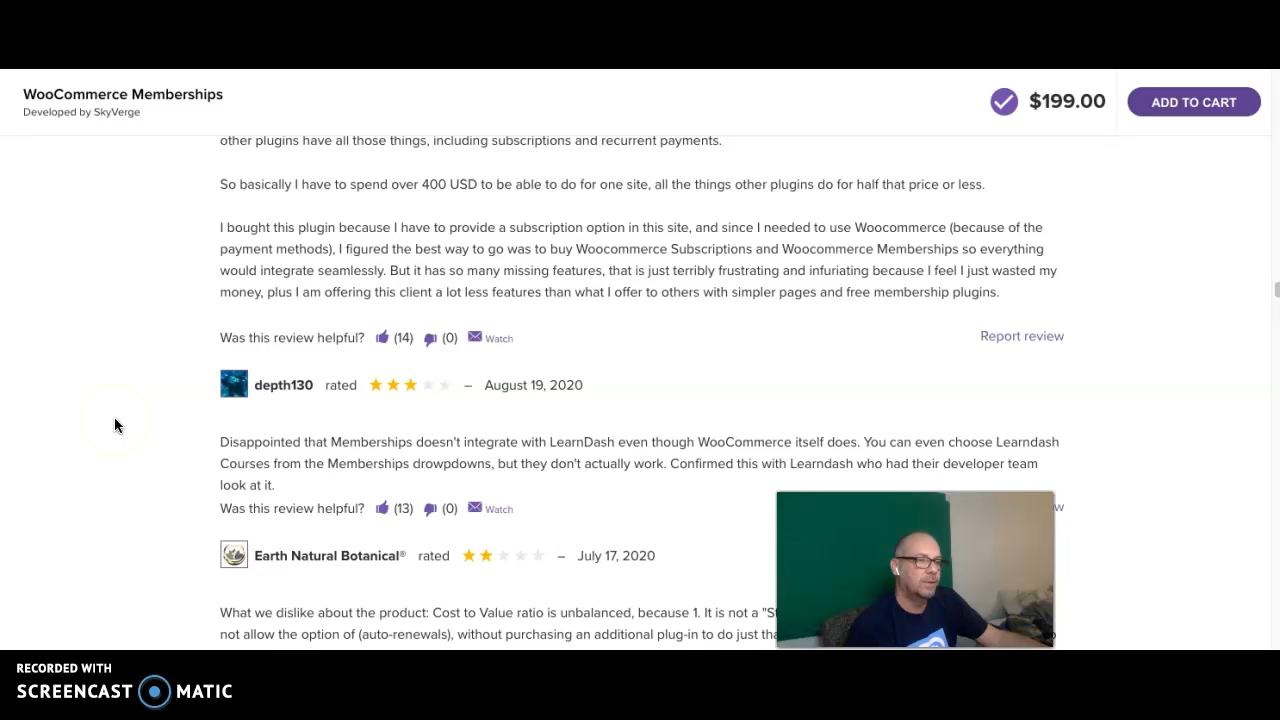 WooCommerce Memberships
Developed by SkyVerge
$199.00
ADD TO CART
other plugins have all those things, including subscriptions and recurrent payments.
So basically I have to spend over 400 USD to be able to do for one site, all the things other plugins do for half that price or less.
I bought this plugin because I have to provide a subscription option in this site, and since I needed to use Woocommerce (because of the
payment methods), I figured the best way to go was to buy Woocommerce Subscriptions and Woocommerce Memberships so everything
would integrate seamlessly. But it has so many missing features, that is just terribly frustrating and infuriating because I feel I just wasted my
money, plus I am offering this client a lot less features than what I offer to others with simpler pages and free membership plugins.
Was this review helpful? (14) (0) Watch Report review
depth130 rated – August 19, 2020
Disappointed that Memberships doesn't integrate with LearnDash even though WooCommerce itself does. You can even choose Learndash
Courses from the Memberships drowpdowns, but they don't actually work. Confirmed this with Learndash who had their developer team
look at it.
Was this review helpful? (13) (0) Watch
Earth Natural Botanical® rated – July 17, 2020
What we dislike about the product: Cost to Value ratio is unbalanced, because 1. It is not a
not allow the option of (auto-renewals), without purchasing an additional plug-in to do just
RECORDED WITH
SCREENCAST MATIC